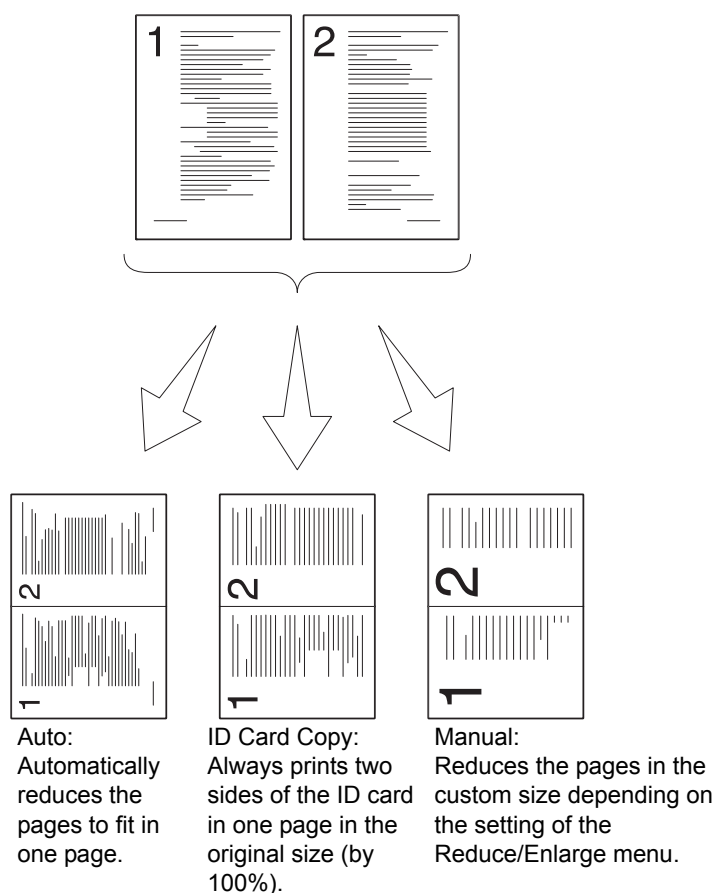 1
2
2
2
2
1
1
1
Auto:
Automatically
reduces the
pages to fit in
one page.
ID Card Copy:
Always prints two
sides of the ID card
in one page in the
original size (by
100%).
Manual:
Reduces the pages in the
custom size depending on
the setting of the
Reduce/Enlarge menu.